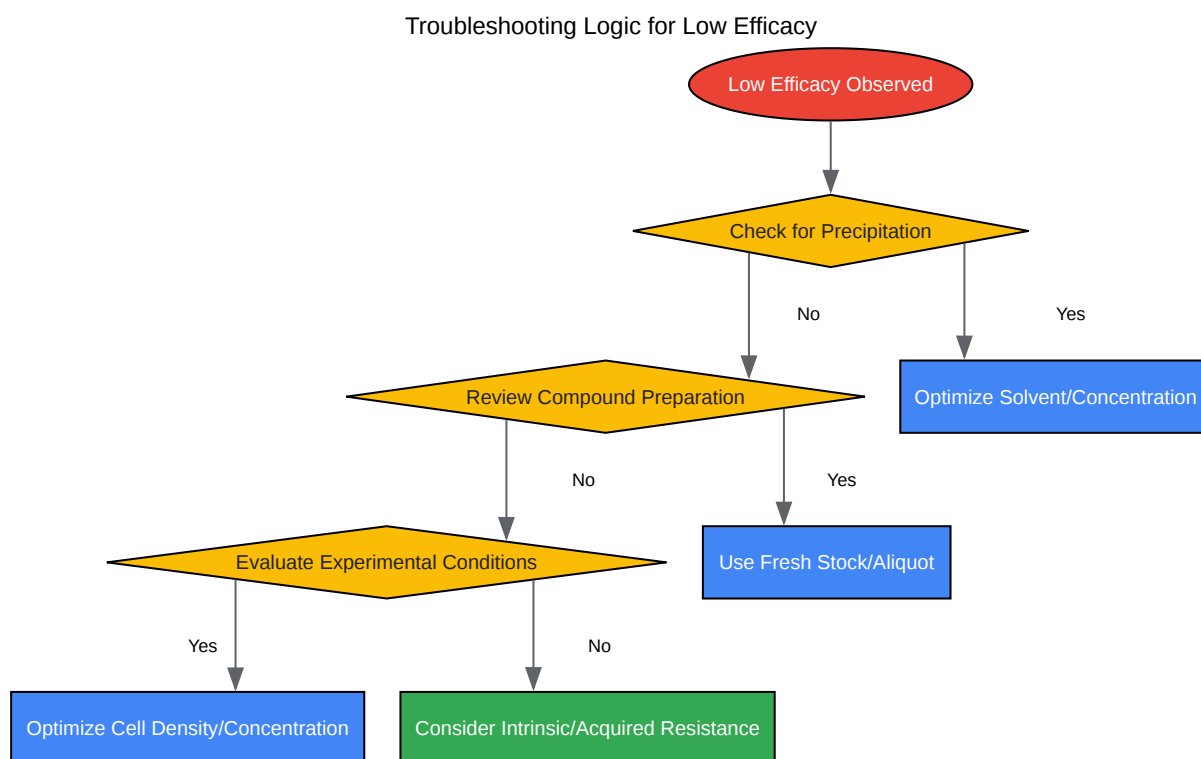 Troubleshooting Logic for Low Efficacy
Low Efficacy Observed
Check for Precipitation
No
Yes
Review Compound Preparation
Optimize Solvent/Concentration
No
Yes
Evaluate Experimental Conditions
Use Fresh Stock/Aliquot
Yes
No
Optimize Cell Density/Concentration
Consider Intrinsic/Acquired Resistance